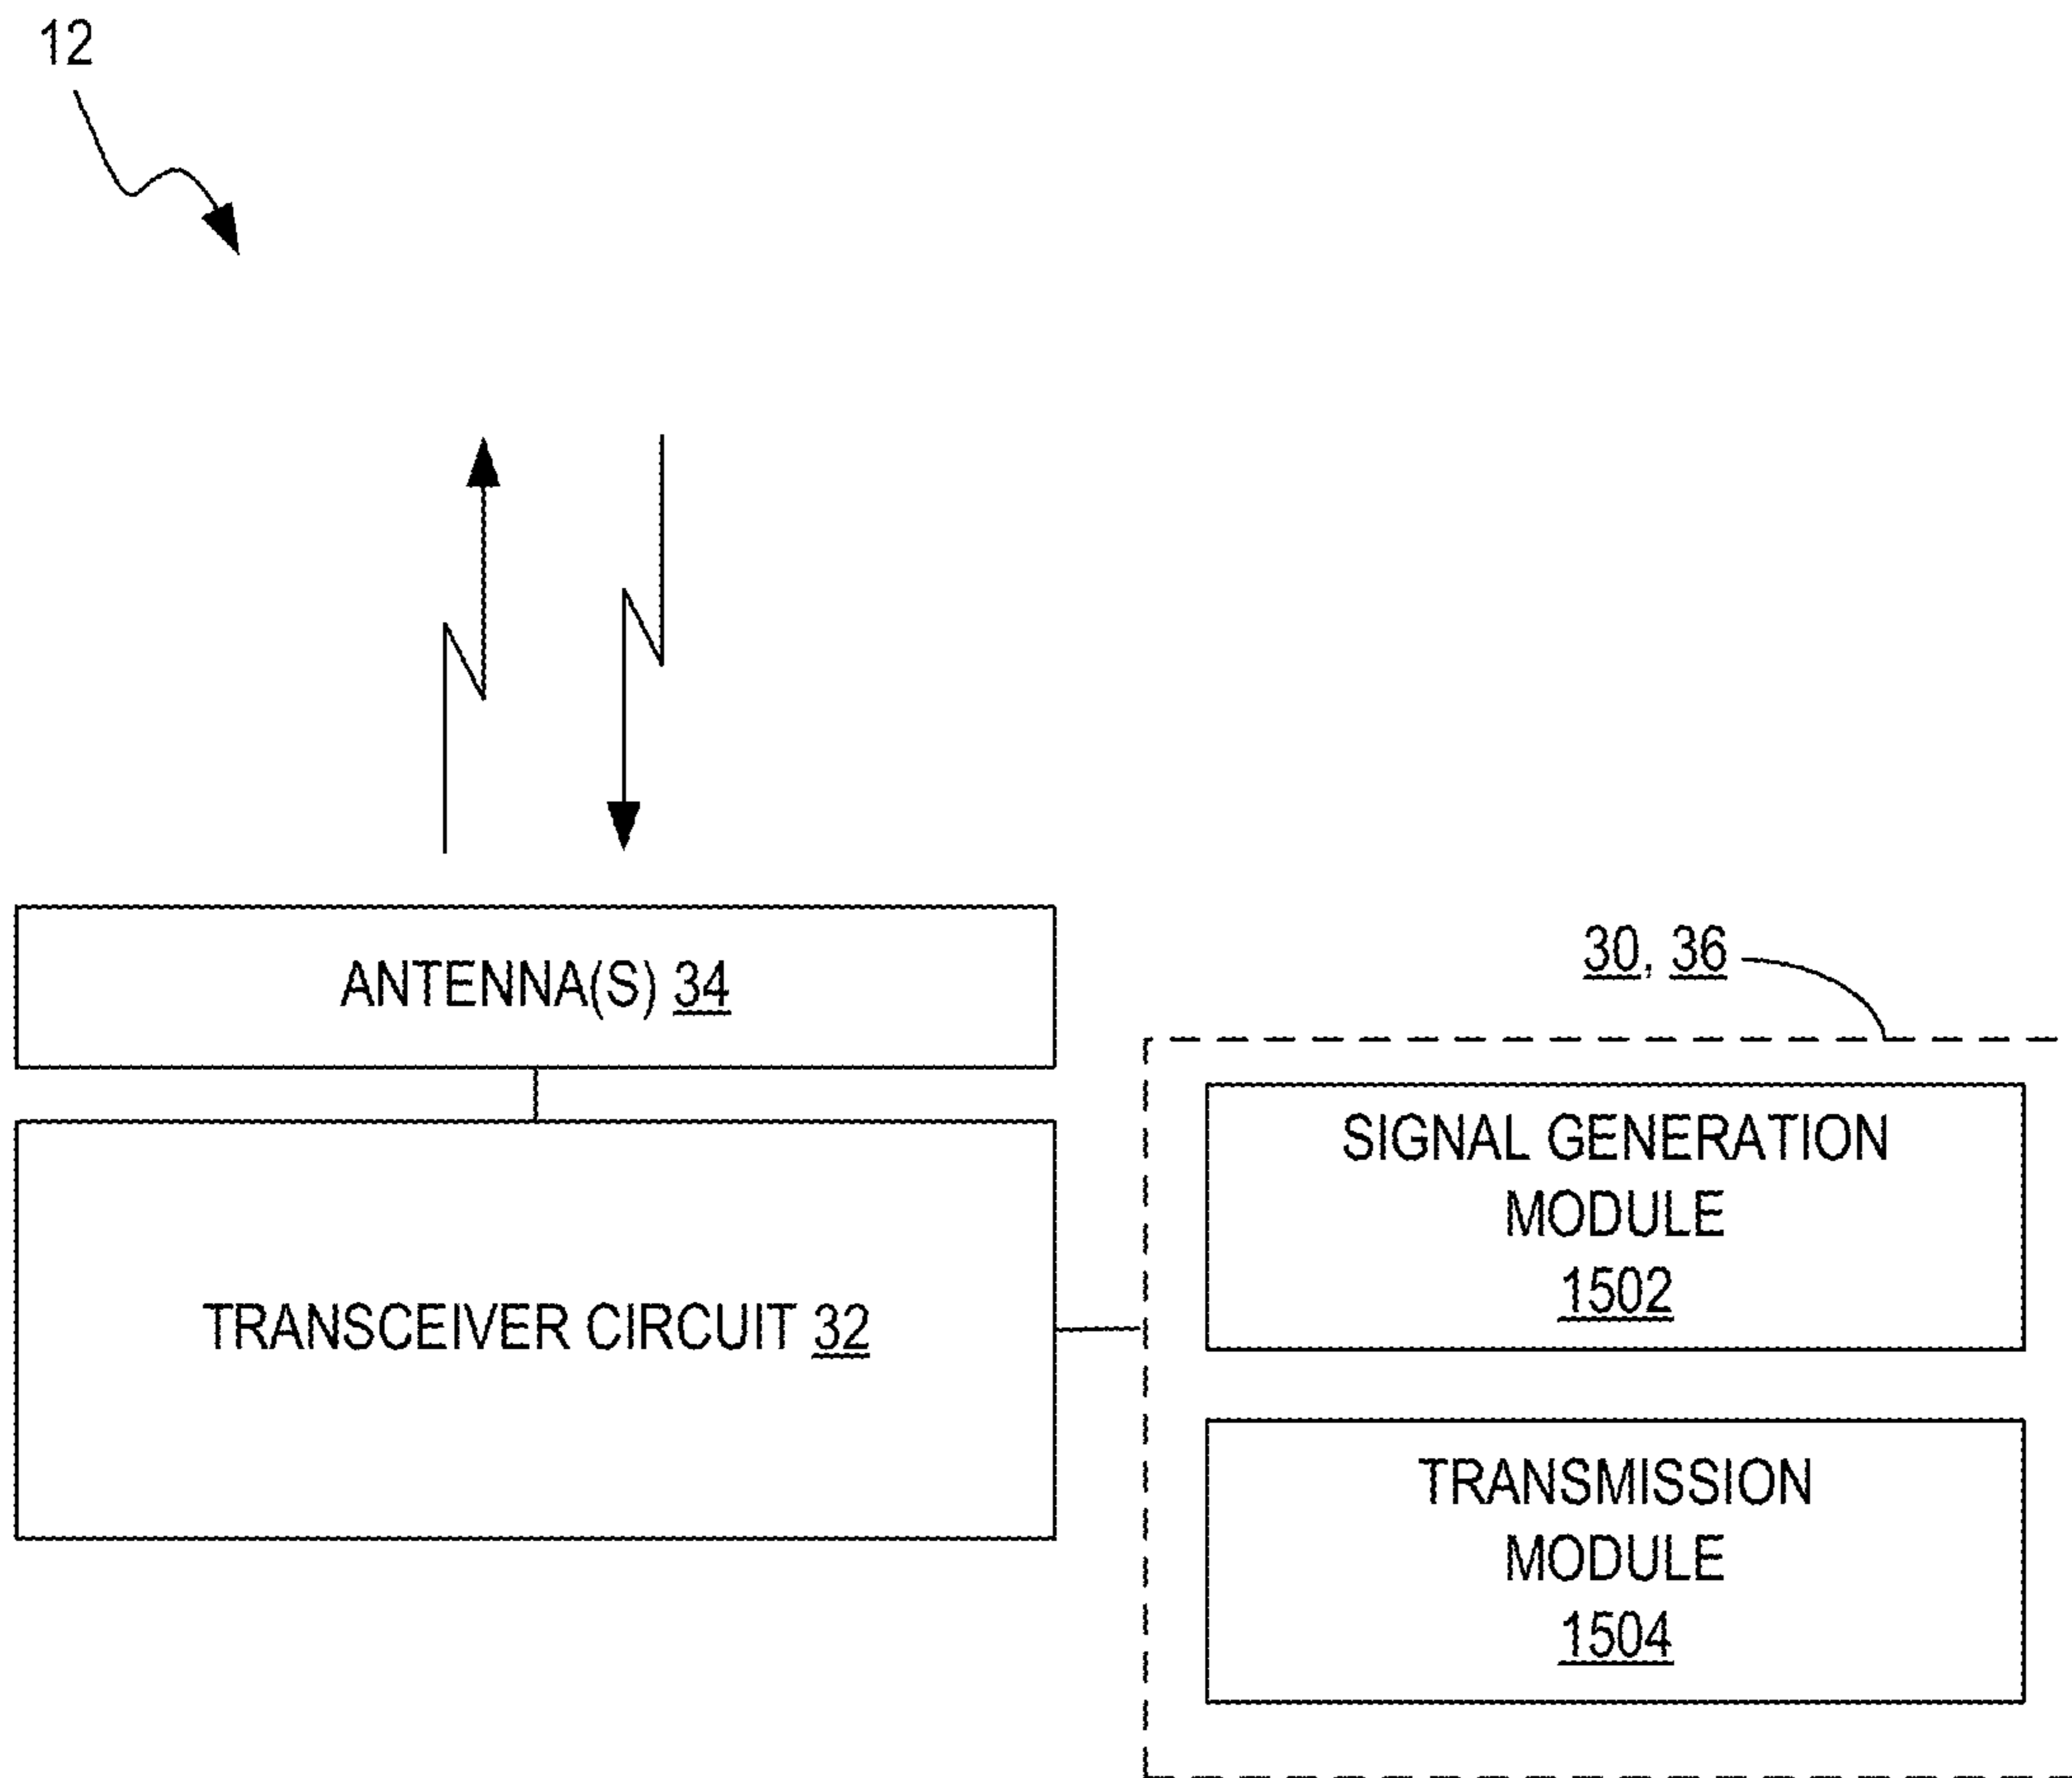 12
ANTENNA(S) 34
30, 36
SIGNAL GENERATION
MODULE
1502
TRANSCEIVER CIRCUIT 32
TRANSMISSION
MODULE
1504